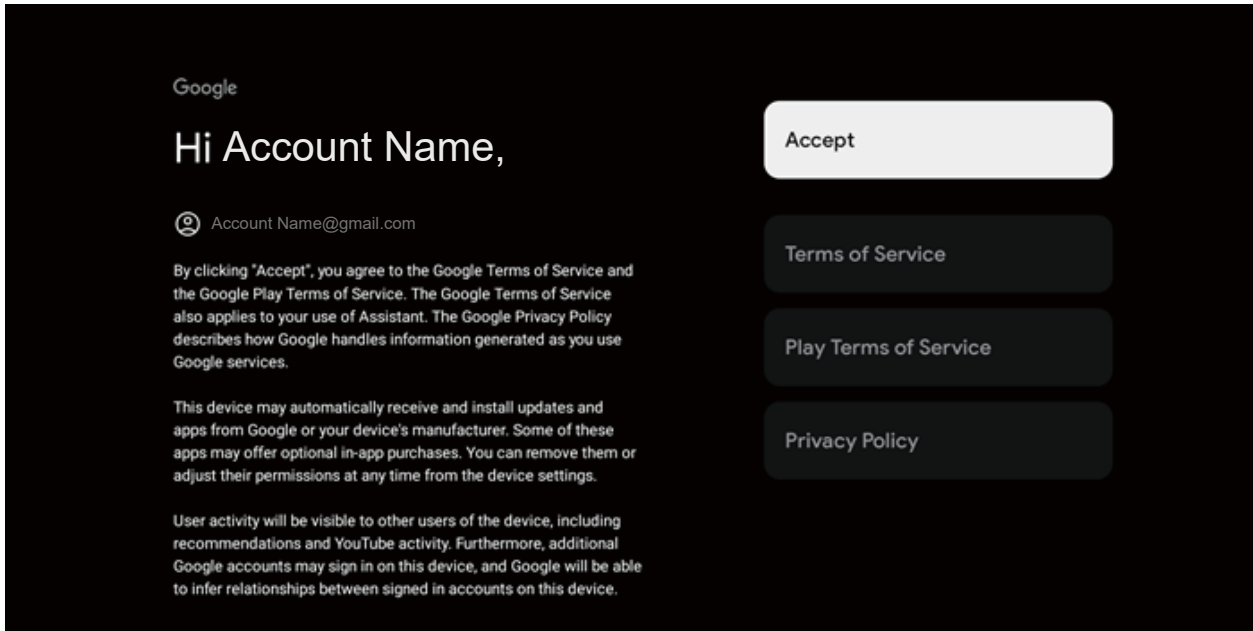 Google
Hi Account Name,
Account Name@gmail.com
By clicking "Accept", you agree to the Google Terms of Service and
the Google Play Terms of Service. The Google Terms of Service
also applies to your use of Assistant. The Google Privacy Policy
describes how Google handles information generated as you use
Google services.
This device may automatically receive and install updates and
apps from Google or your device's manufacturer. Some of these
apps may offer optional in-app purchases. You can remove them or
adjust their permissions at any time from the device settings.
User activity will be visible to other users of the device, including
recommendations and YouTube activity. Furthermore, additional
Google accounts may sign in on this device, and Google will be able
to infer relationships between signed in accounts on this device.
Accept
Terms of Service
Play Terms of Service
Privacy Policy